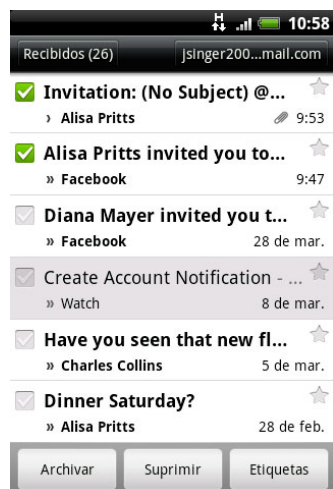 H 10:58
Recibidos (26) jsinger200...mail.com
Invitation: (No Subject) @...
› Alisa Pritts 9:53
Alisa Pritts invited you to...
» Facebook 9:47
Diana Mayer invited you t...
» Facebook 28 de mar.
Create Account Notification - ...
» Watch 8 de mar.
Have you seen that new fl...
» Charles Collins 5 de mar.
Dinner Saturday?
» Alisa Pritts 28 de feb.
Archivar Suprimir Etiquetas